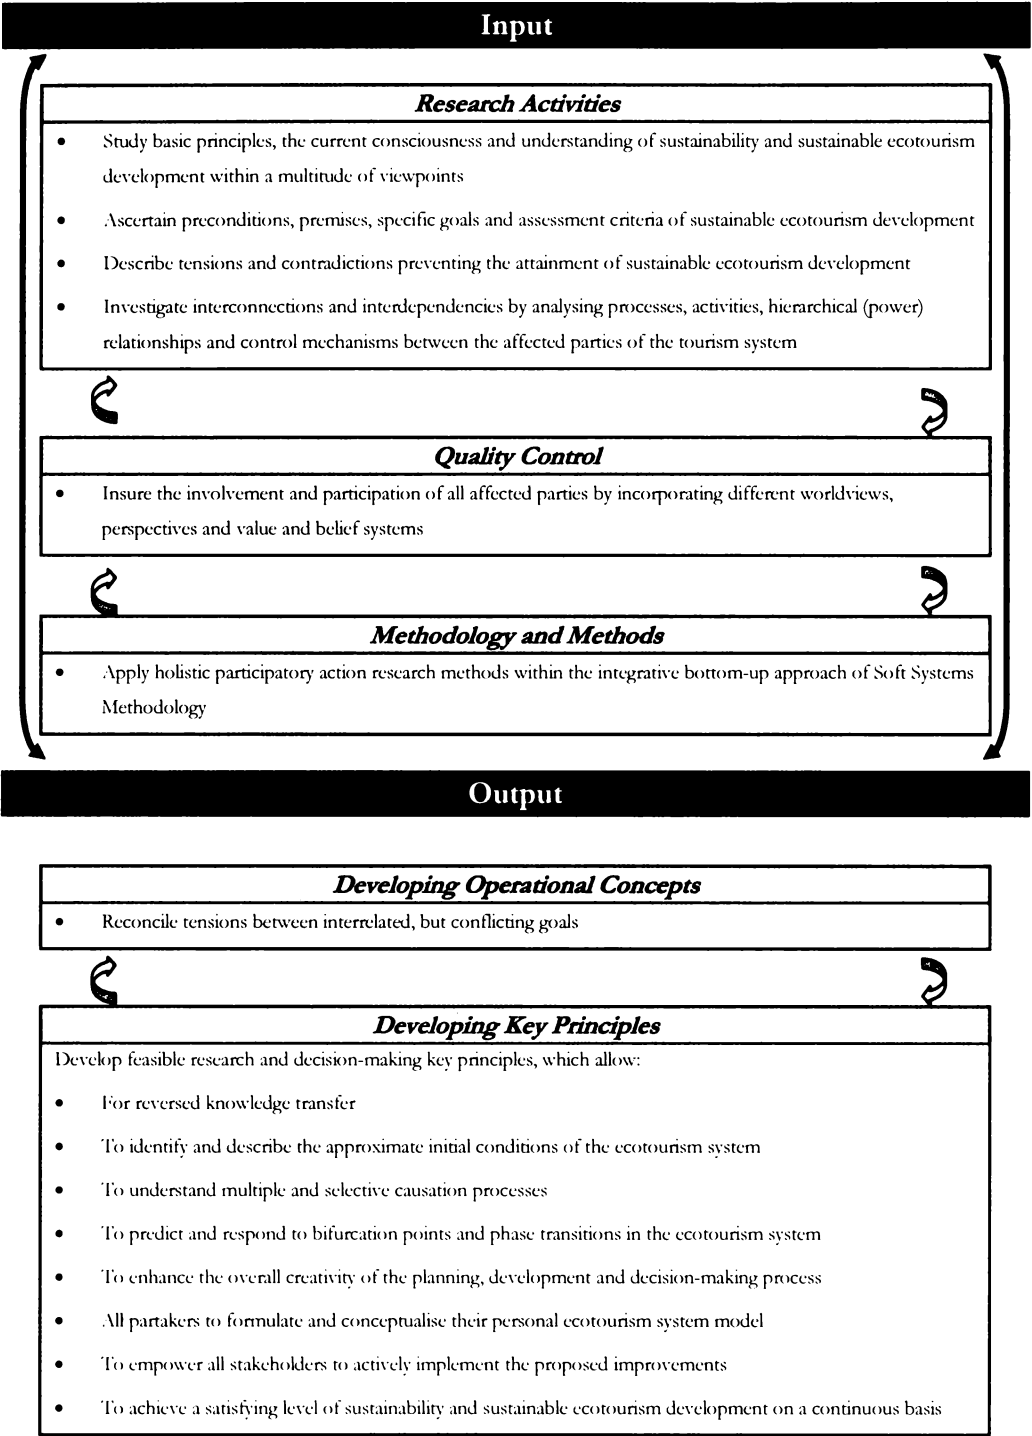 Input
Research Activities
• Study basic principles, the current consciousness and understanding of sustainability and sustainable ecotourism
development within a multitude of viewpoints
• Ascertain preconditions, premises, specific goals and assessment criteria of sustainable ecotourism development
• Describe tensions and contradictions preventing the attainment of sustainable ecotourism development
• Investigate interconnections and interdependencies by analysing processes, activities, hierarchical (power)
relationships and control mechanisms between the affected parties of the tourism system
Quality Control
• Insure the involvement and participation of all affected parties by incorporating different worldviews,
perspectives and value and belief systems
Methodology and Methods
• Apply holistic participatory action research methods within the integrative bottom-up approach of Soft Systems
Methodology
Output
Developing Operational Concepts
• Reconcile tensions between interrelated, but conflicting goals
Developing Key Principles
Develop feasible research and decision-making key principles, which allow:
• For reversed knowledge transfer
• To identify and describe the approximate initial conditions of the ecotourism system
• To understand multiple and selective causation processes
• To predict and respond to bifurcation points and phase transitions in the ecotourism system
• To enhance the overall creativity of the planning, development and decision-making process
• All partakers to formulate and conceptualise their personal ecotourism system model
• To empower all stakeholders to actively implement the proposed improvements
• To achieve a satisfying level of sustainability and sustainable ecotourism development on a continuous basis